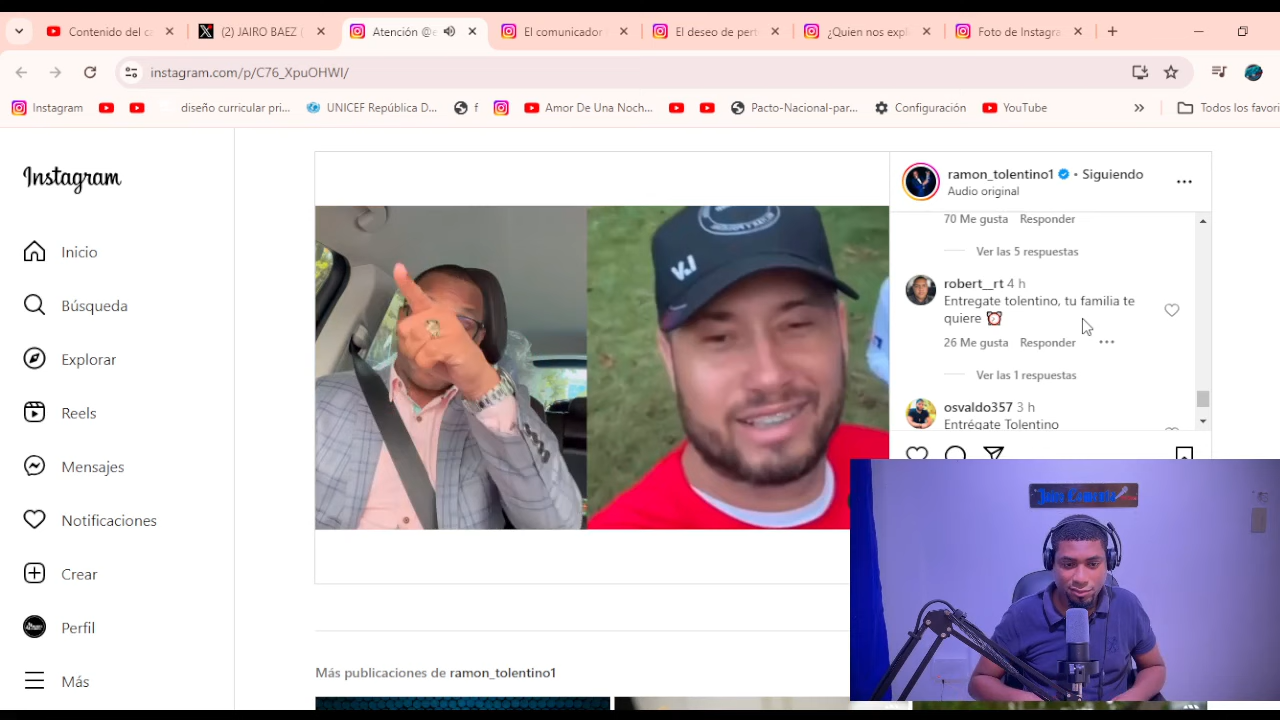 Contenido del c
(2) JAIRO BAEZ (
Atención @e
El comunicador
El deseo de pert
¿Quien nos expl
Foto de Instagra
instagram.com/p/C76_XpuOHWI/
Instagram
diseño curricular pri...
UNICEF República D...
f
Amor De Una Noch...
Pacto-Nacional-par...
Configuración
YouTube
»
Todos los favori
Instagram
Inicio
Búsqueda
Explorar
Reels
Mensajes
Notificaciones
Crear
Perfil
Más
V.J
ramon_tolentino1 • Siguiendo
Audio original
70 Me gusta Responder
Ver las 5 respuestas
robert__rt 4 h
Entregate tolentino, tu familia te
quiere ⏰
26 Me gusta Responder
Ver las 1 respuestas
osvaldo357 3 h
Entrégate Tolentino
Jairo Comenta
Más publicaciones de ramon_tolentino1